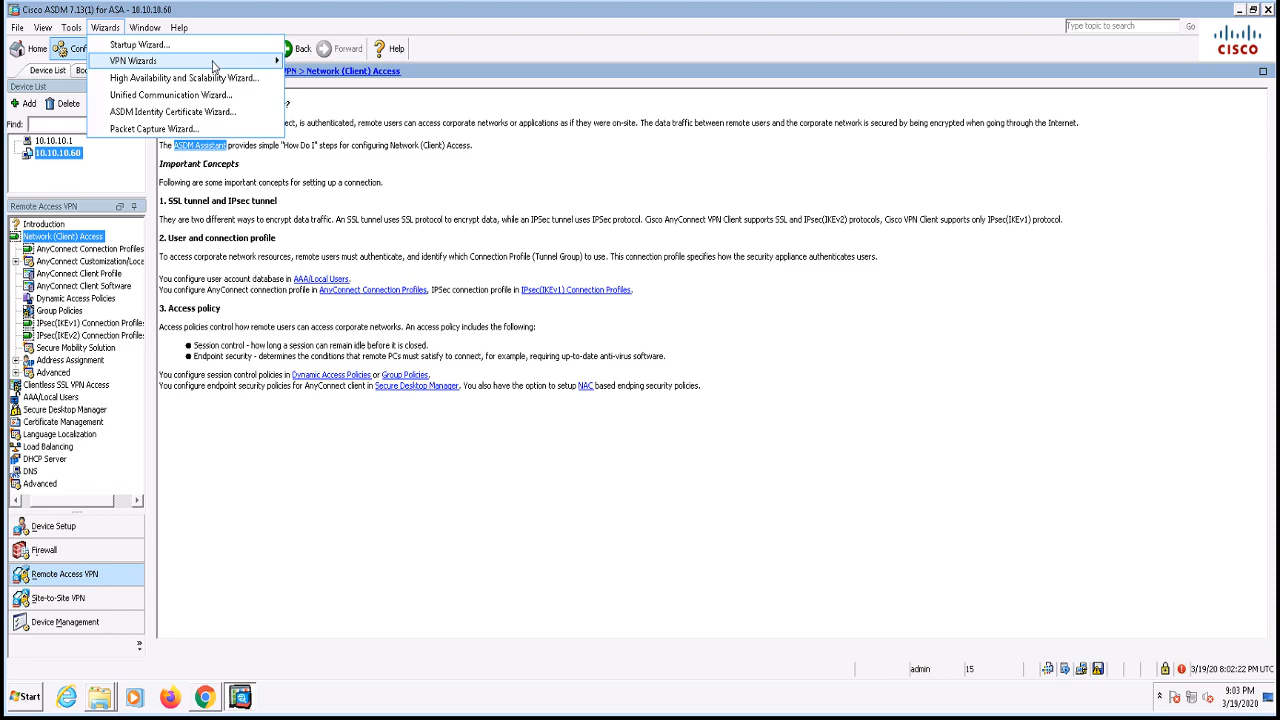 Cisco ASDM 7.13(1) for ASA - 10.10.10.60
File View Tools Wizards Window Help
Type topic to search Go
CISCO
Home Conf Back Forward Help
Startup Wizard...
VPN Wizards
High Availability and Scalability Wizard...
Unified Communication Wizard...
ASDM Identity Certificate Wizard...
Packet Capture Wizard...
Device List Boo
Device List
Add Delete
Find:
10.10.10.1
10.10.10.60
Remote Access VPN
Introduction
Network (Client) Access
AnyConnect Connection Profiles
AnyConnect Customization/Loca
AnyConnect Client Profile
AnyConnect Client Software
Dynamic Access Policies
Group Policies
IPsec(IKEv1) Connection Profiles
IPsec(IKEv2) Connection Profiles
Secure Mobility Solution
Address Assignment
Advanced
Clientless SSL VPN Access
AAA/Local Users
Secure Desktop Manager
Certificate Management
Language Localization
Load Balancing
DHCP Server
DNS
Advanced
Device Setup
Firewall
Remote Access VPN
Site-to-Site VPN
Device Management
VPN > Network (Client) Access
?
ect, is authenticated, remote users can access corporate networks or applications as if they were on-site. The data traffic between remote users and the corporate network is secured by being encrypted when going through the Internet.
The ASDM Assistant provides simple "How Do I" steps for configuring Network (Client) Access.
Important Concepts
Following are some important concepts for setting up a connection.
1. SSL tunnel and IPsec tunnel
They are two different ways to encrypt data traffic. An SSL tunnel uses SSL protocol to encrypt data, while an IPSec tunnel uses IPSec protocol. Cisco AnyConnect VPN Client supports SSL and IPsec(IKEv2) protocols, Cisco VPN Client supports only IPsec(IKEv1) protocol.
2. User and connection profile
To access corporate network resources, remote users must authenticate, and identify which Connection Profile (Tunnel Group) to use. This connection profile specifies how the security appliance authenticates users.
You configure user account database in AAA/Local Users.
You configure AnyConnect connection profile in AnyConnect Connection Profiles, IPSec connection profile in IPsec(IKEv1) Connection Profiles.
3. Access policy
Access policies control how remote users can access corporate networks. An access policy includes the following:
● Session control - how long a session can remain idle before it is closed.
● Endpoint security - determines the conditions that remote PCs must satisfy to connect, for example, requiring up-to-date anti-virus software.
You configure session control policies in Dynamic Access Policies or Group Policies.
You configure endpoint security policies for AnyConnect client in Secure Desktop Manager. You also have the option to setup NAC based endping security policies.
admin 15 3/19/20 8:02:22 PM UTC
Start
9:03 PM
3/19/2020